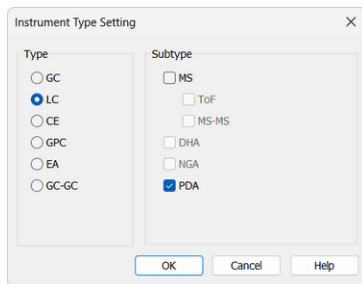 Instrument Type Setting
Type
GC
LC
CE
GPC
EA
GC-GC
Subtype
MS
ToF
MS-MS
DHA
NGA
PDA
OK
Cancel
Help